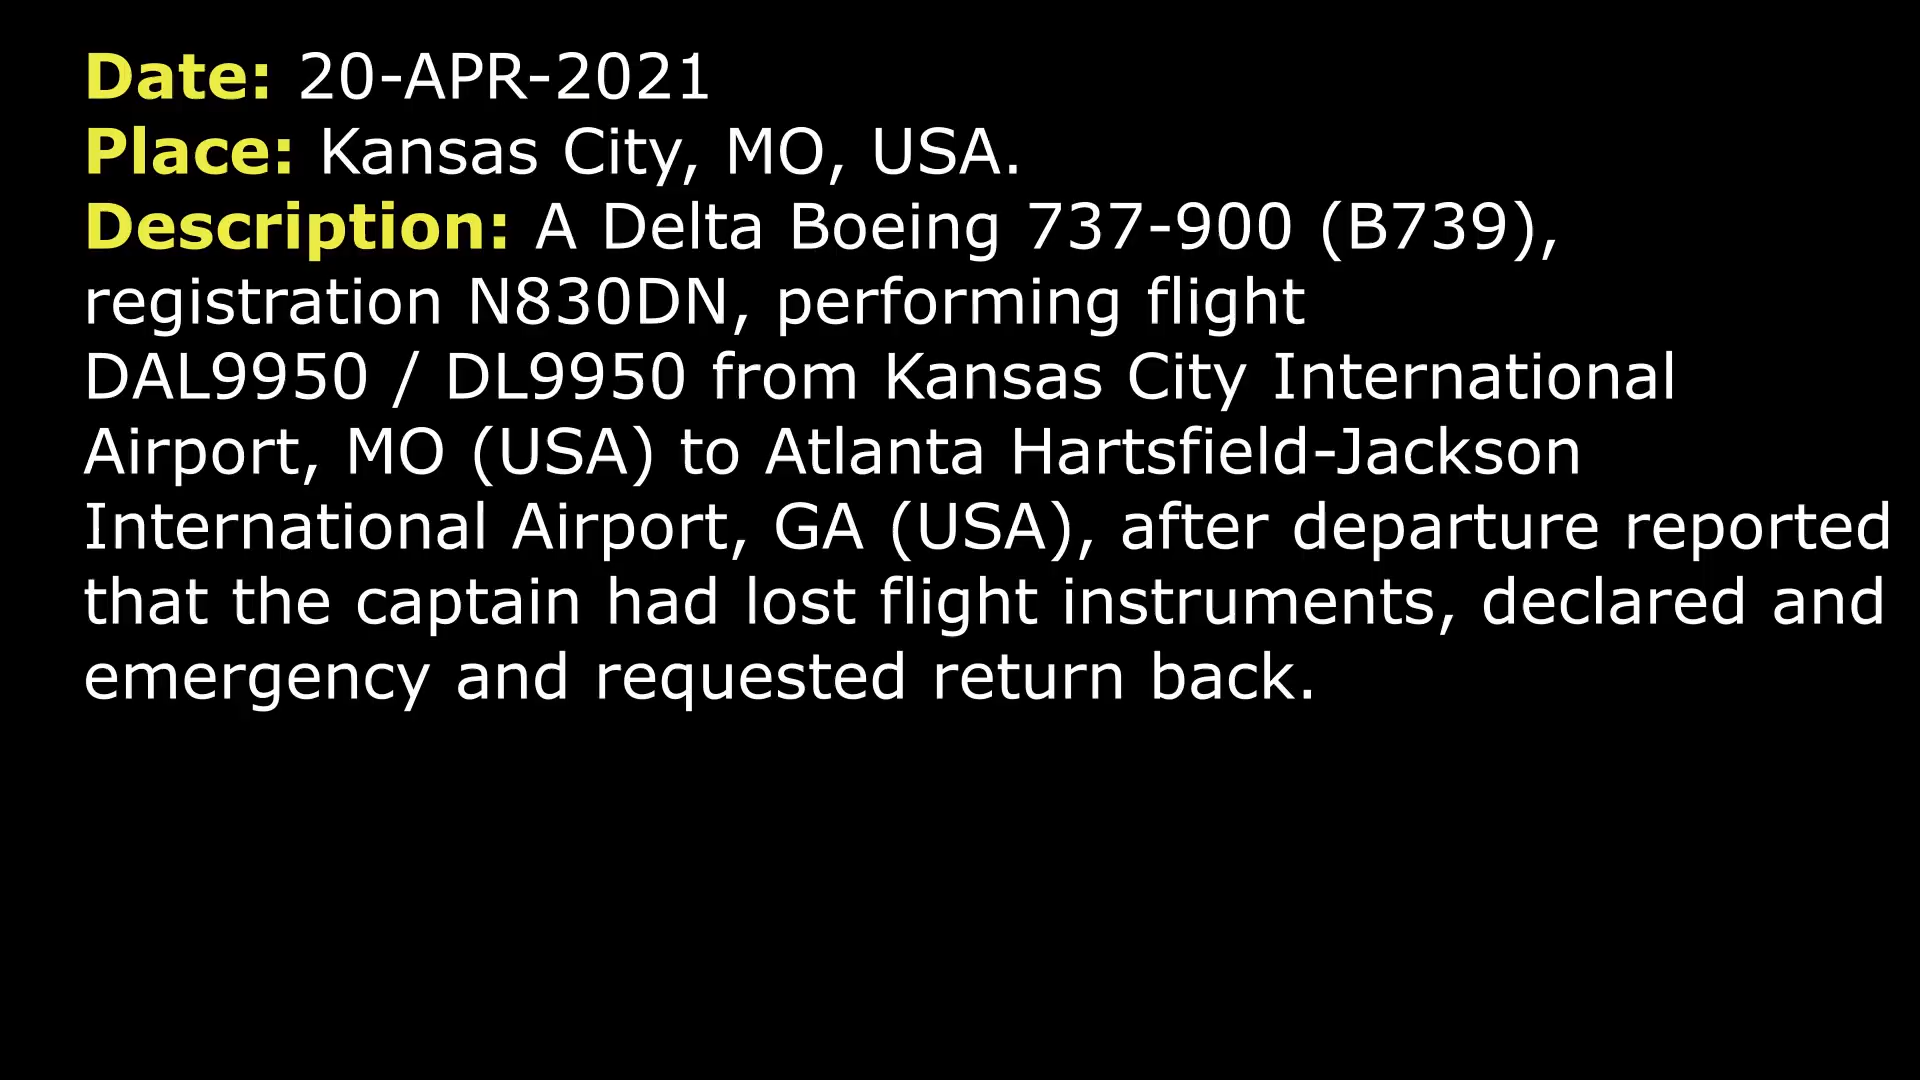 Date: 20-APR-2021
Place: Kansas City, MO, USA.
Description: A Delta Boeing 737-900 (B739),
registration N830DN, performing flight
DAL9950 / DL9950 from Kansas City International
Airport, MO (USA) to Atlanta Hartsfield-Jackson
International Airport, GA (USA), after departure reported
that the captain had lost flight instruments, declared and
emergency and requested return back.